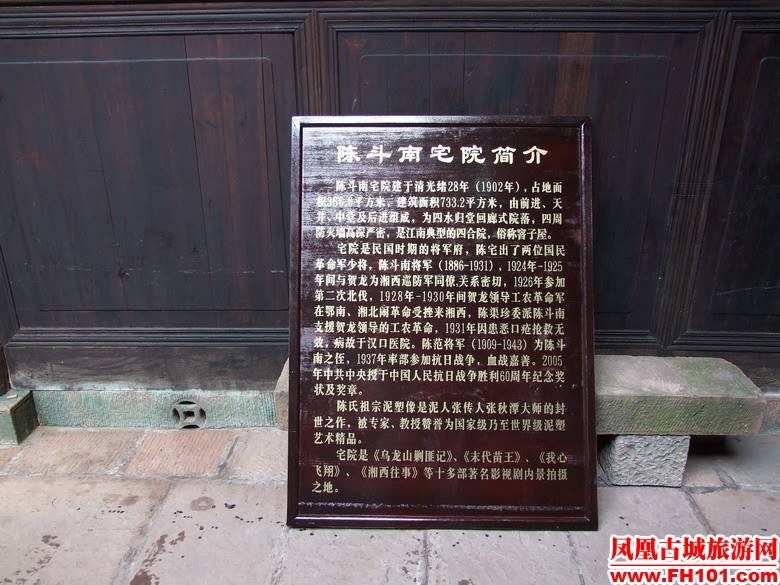 陈斗南宅院简介
陈斗南宅院建于清光绪28年（1902年），占地面
积366.6平方米，建筑面积733.2平方米，由前进、天
井、中堂及后进组成，为四水归堂回廊式院落，四周
防火墙高深严密，是江南典型的四合院，俗称窨子屋。
宅院是民国时期的将军府，陈宅出了两位国民
革命军少将，陈斗南将军（1886-1931），1924年-1925
年间与贺龙为湘西巡防军同僚,关系密切，1926年参加
第二次北伐，1928年-1930年间贺龙领导工农革命军
在鄂南、湘北闹革命受挫来湘西，陈渠珍委派陈斗南
支援贺龙领导的工农革命，1931年因患恶口疮抢救无
效，病故于汉口医院。陈范将军（1909-1943）为陈斗
南之侄，1937年率部参加抗日战争，血战嘉善。2005
年中共中央授于中国人民抗日战争胜利60周年纪念奖
状及奖章。
陈氏祖宗泥塑像是泥人张传人张秋潭大师的封
世之作，被专家、教授赞誉为国家级乃至世界级泥塑
艺术精品。
宅院是《乌龙山剿匪记》、《末代苗王》、《我心
飞翔》、《湘西往事》等十多部著名影视剧内景拍摄
之地。
凤凰古城旅游网
www.FH101.com